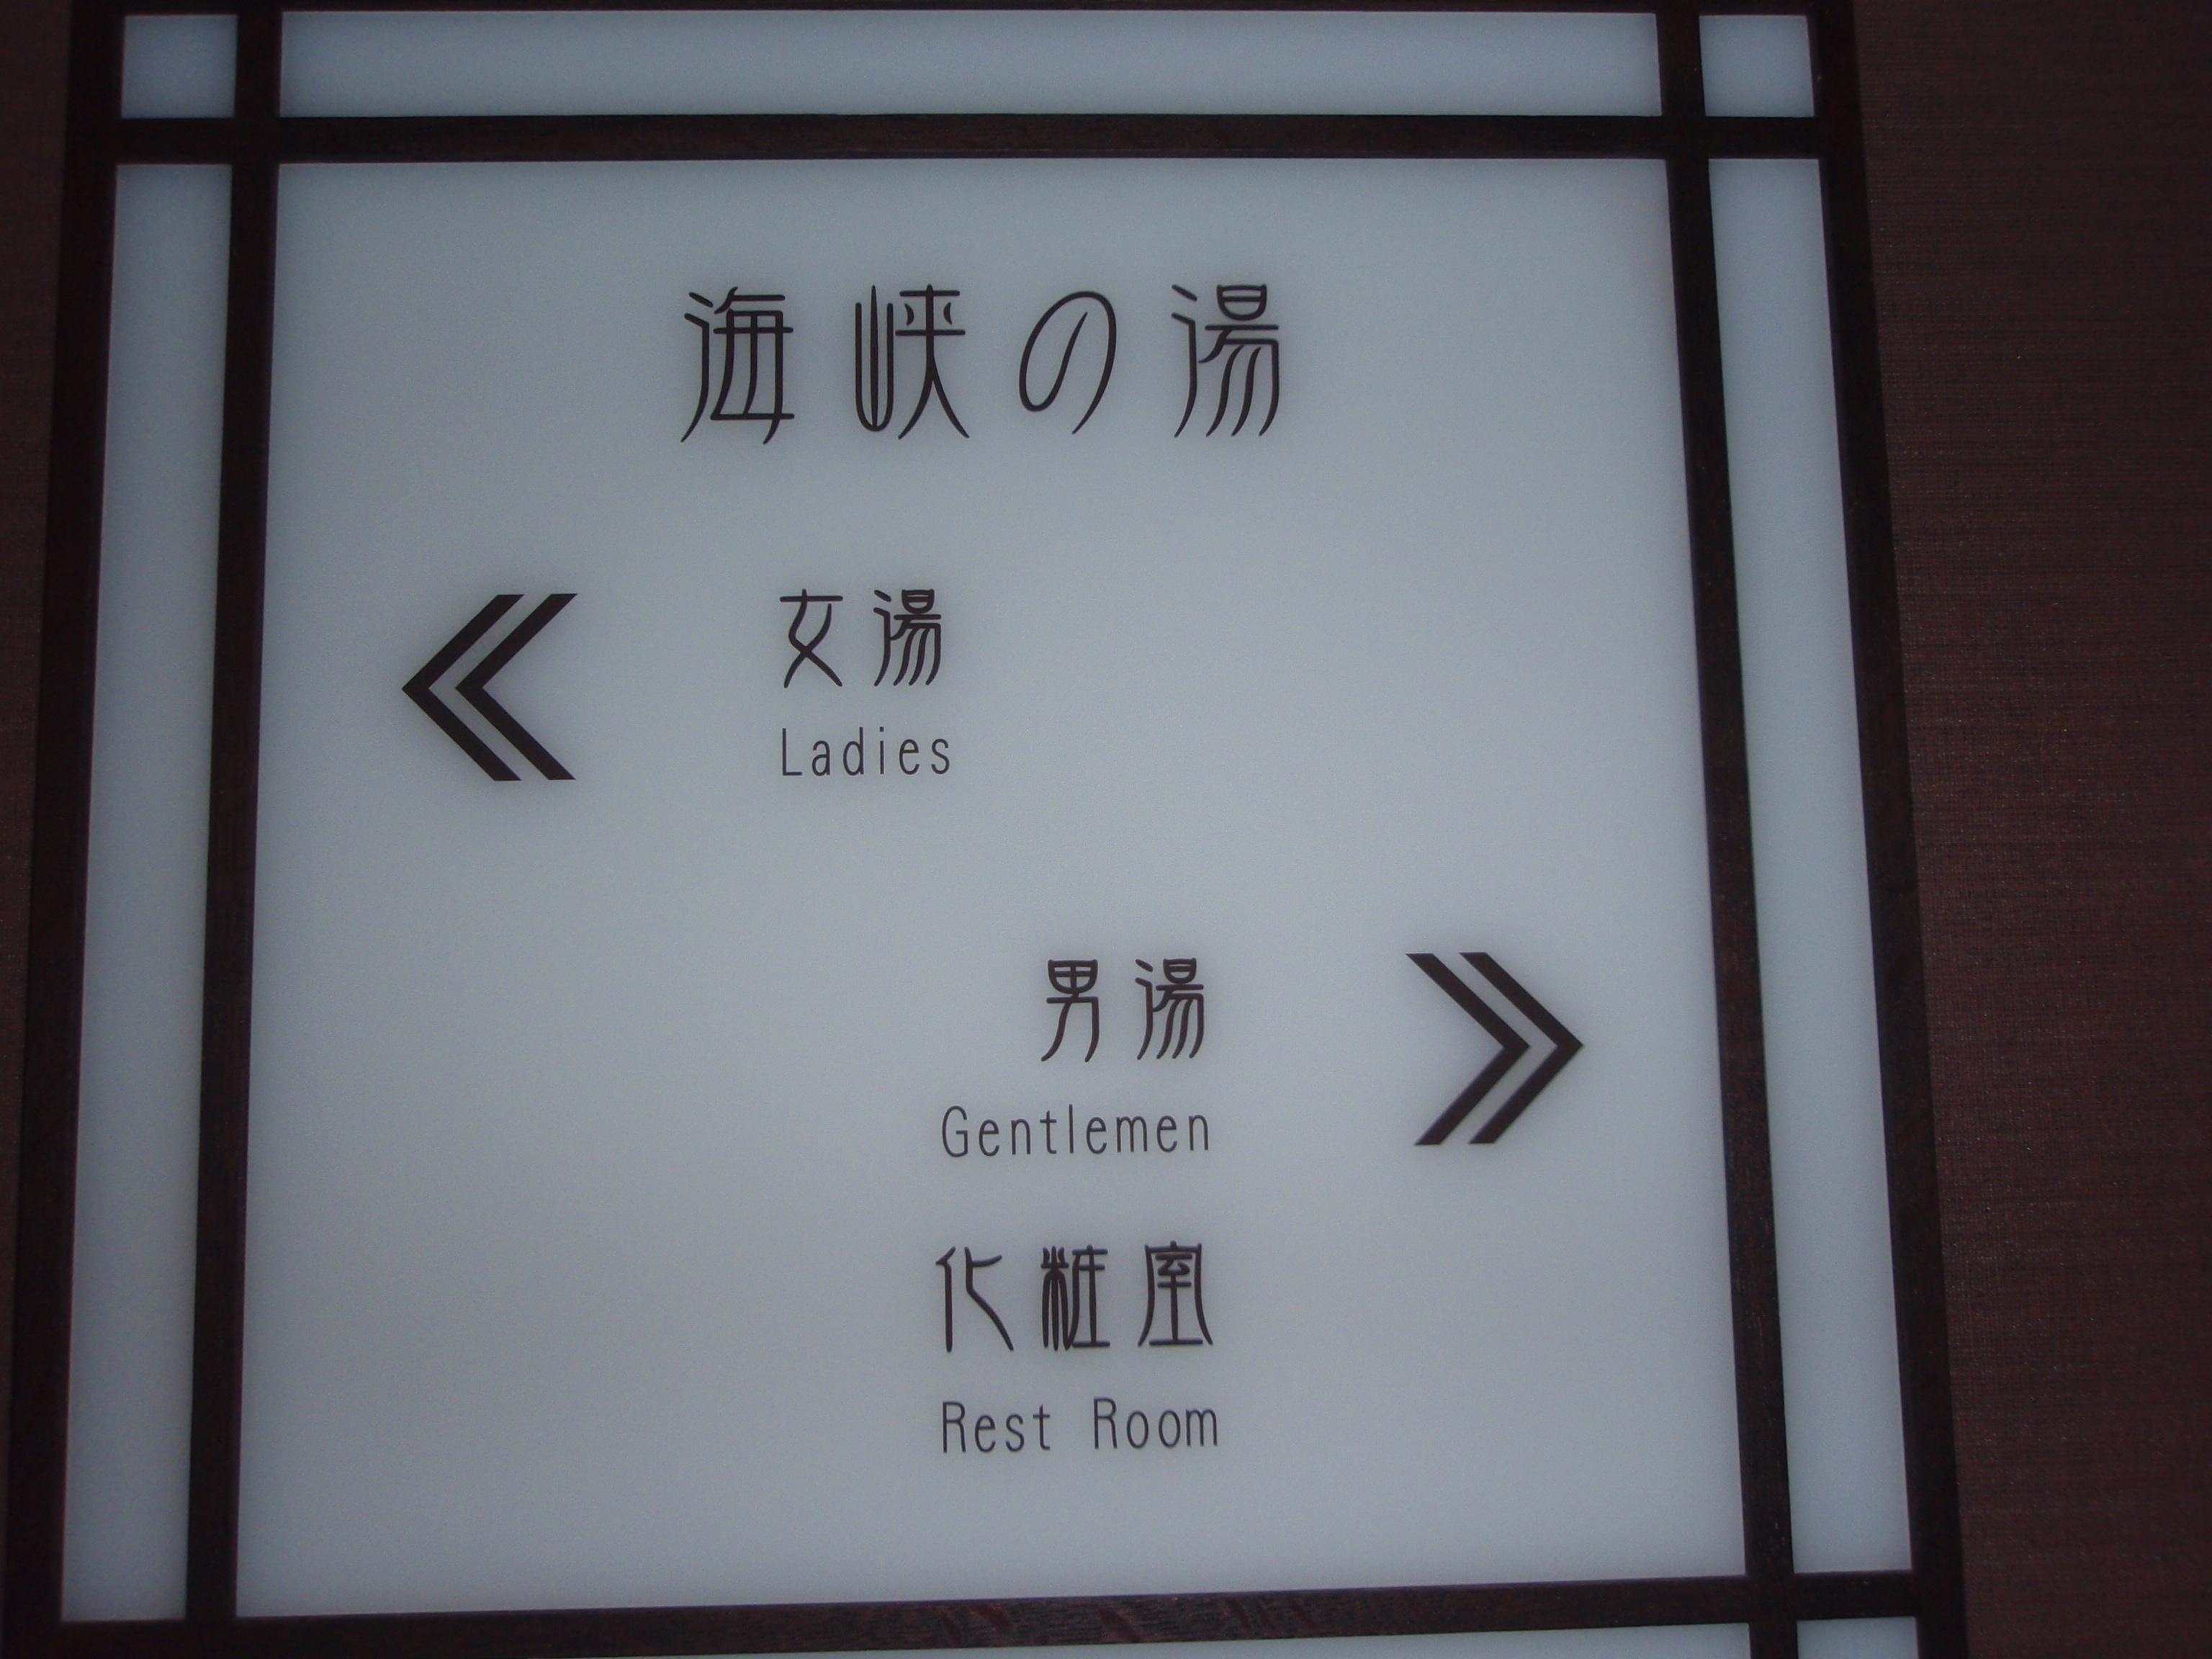 海峡の湯
女湯
Ladies
男湯
Gentlemen
化粧室
Rest Room